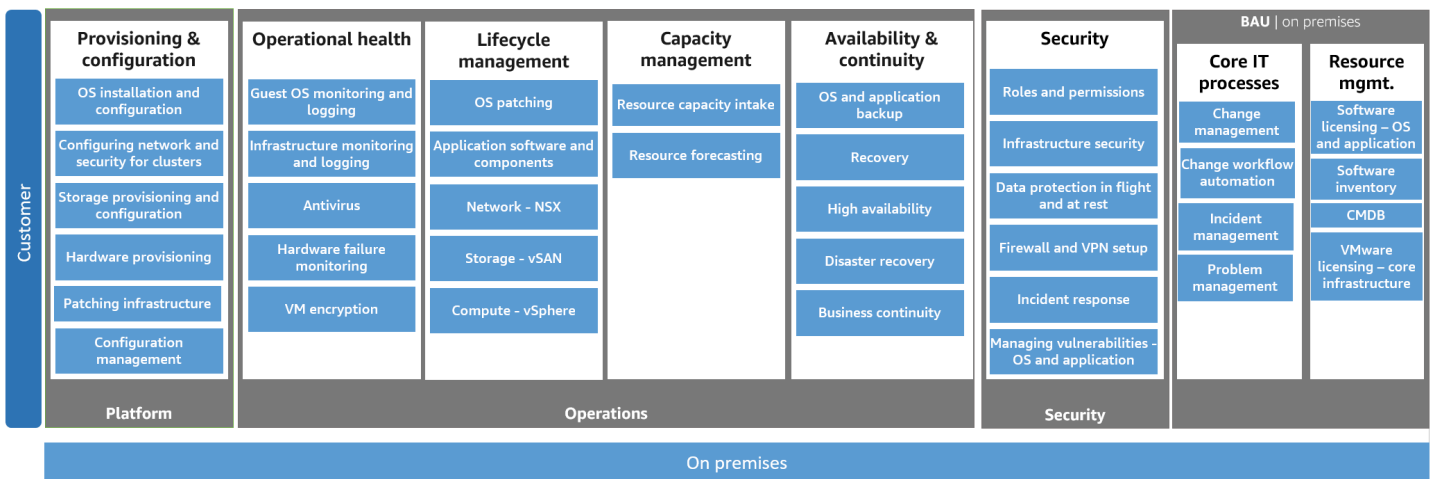 Customer
Provisioning &
configuration
OS installation and
configuration
Configuring network and
security for clusters
Storage provisioning and
configuration
Hardware provisioning
Patching infrastructure
Configuration
management
Platform
Operational health
Guest OS monitoring and
logging
Infrastructure monitoring
and logging
Antivirus
Hardware failure
monitoring
VM encryption
Lifecycle
management
OS patching
Application software and
components
Network - NSX
Storage - vSAN
Compute - vSphere
Capacity
management
Resource capacity intake
Resource forecasting
Availability &
continuity
OS and application
backup
Recovery
High availability
Disaster recovery
Business continuity
Operations
Security
Roles and permissions
Infrastructure security
Data protection in flight
and at rest
Firewall and VPN setup
Incident response
Managing vulnerabilities -
OS and application
Security
BAU | on premises
Core IT
processes
Change
management
Change workflow
automation
Incident
management
Problem
management
Resource
mgmt.
Software
licensing – OS
and application
Software
inventory
CMDB
VMware
licensing – core
infrastructure
On premises